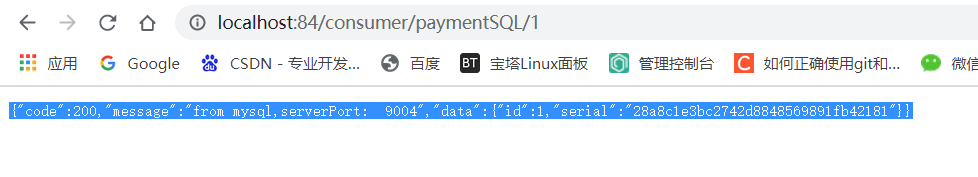 localhost:84/consumer/paymentSQL/1
应用 Google CSDN - 专业开发... 百度 BT 宝塔Linux面板 管理控制台 C 如何正确使用git和... 微信
{"code":200,"message":"from mysql,serverPort:  9004","data":{"id":1,"serial":"28a8c1e3bc2742d8848569891fb42181"}}